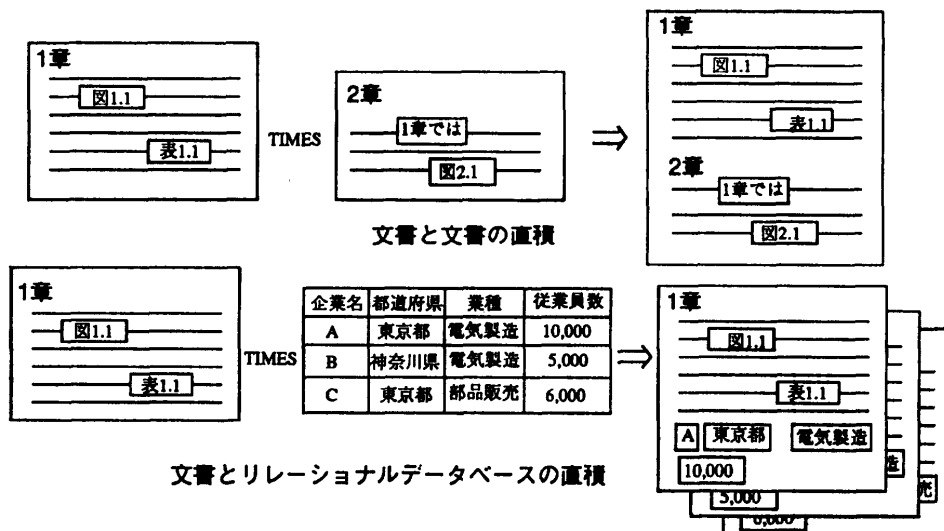 1章
図1.1
表1.1
TIMES
2章
1章では
図2.1
1章
図1.1
表1.1
2章
1章では
図2.1
文書と文書の直積
1章
図1.1
表1.1
TIMES
企業名 都道府県 業種 従業員数
A 東京都 電気製造 10,000
B 神奈川県 電気製造 5,000
C 東京都 部品販売 6,000
1章
図1.1
表1.1
A 東京都 電気製造
10,000
造
5,000
売
6,000
文書とリレーショナルデータベースの直積